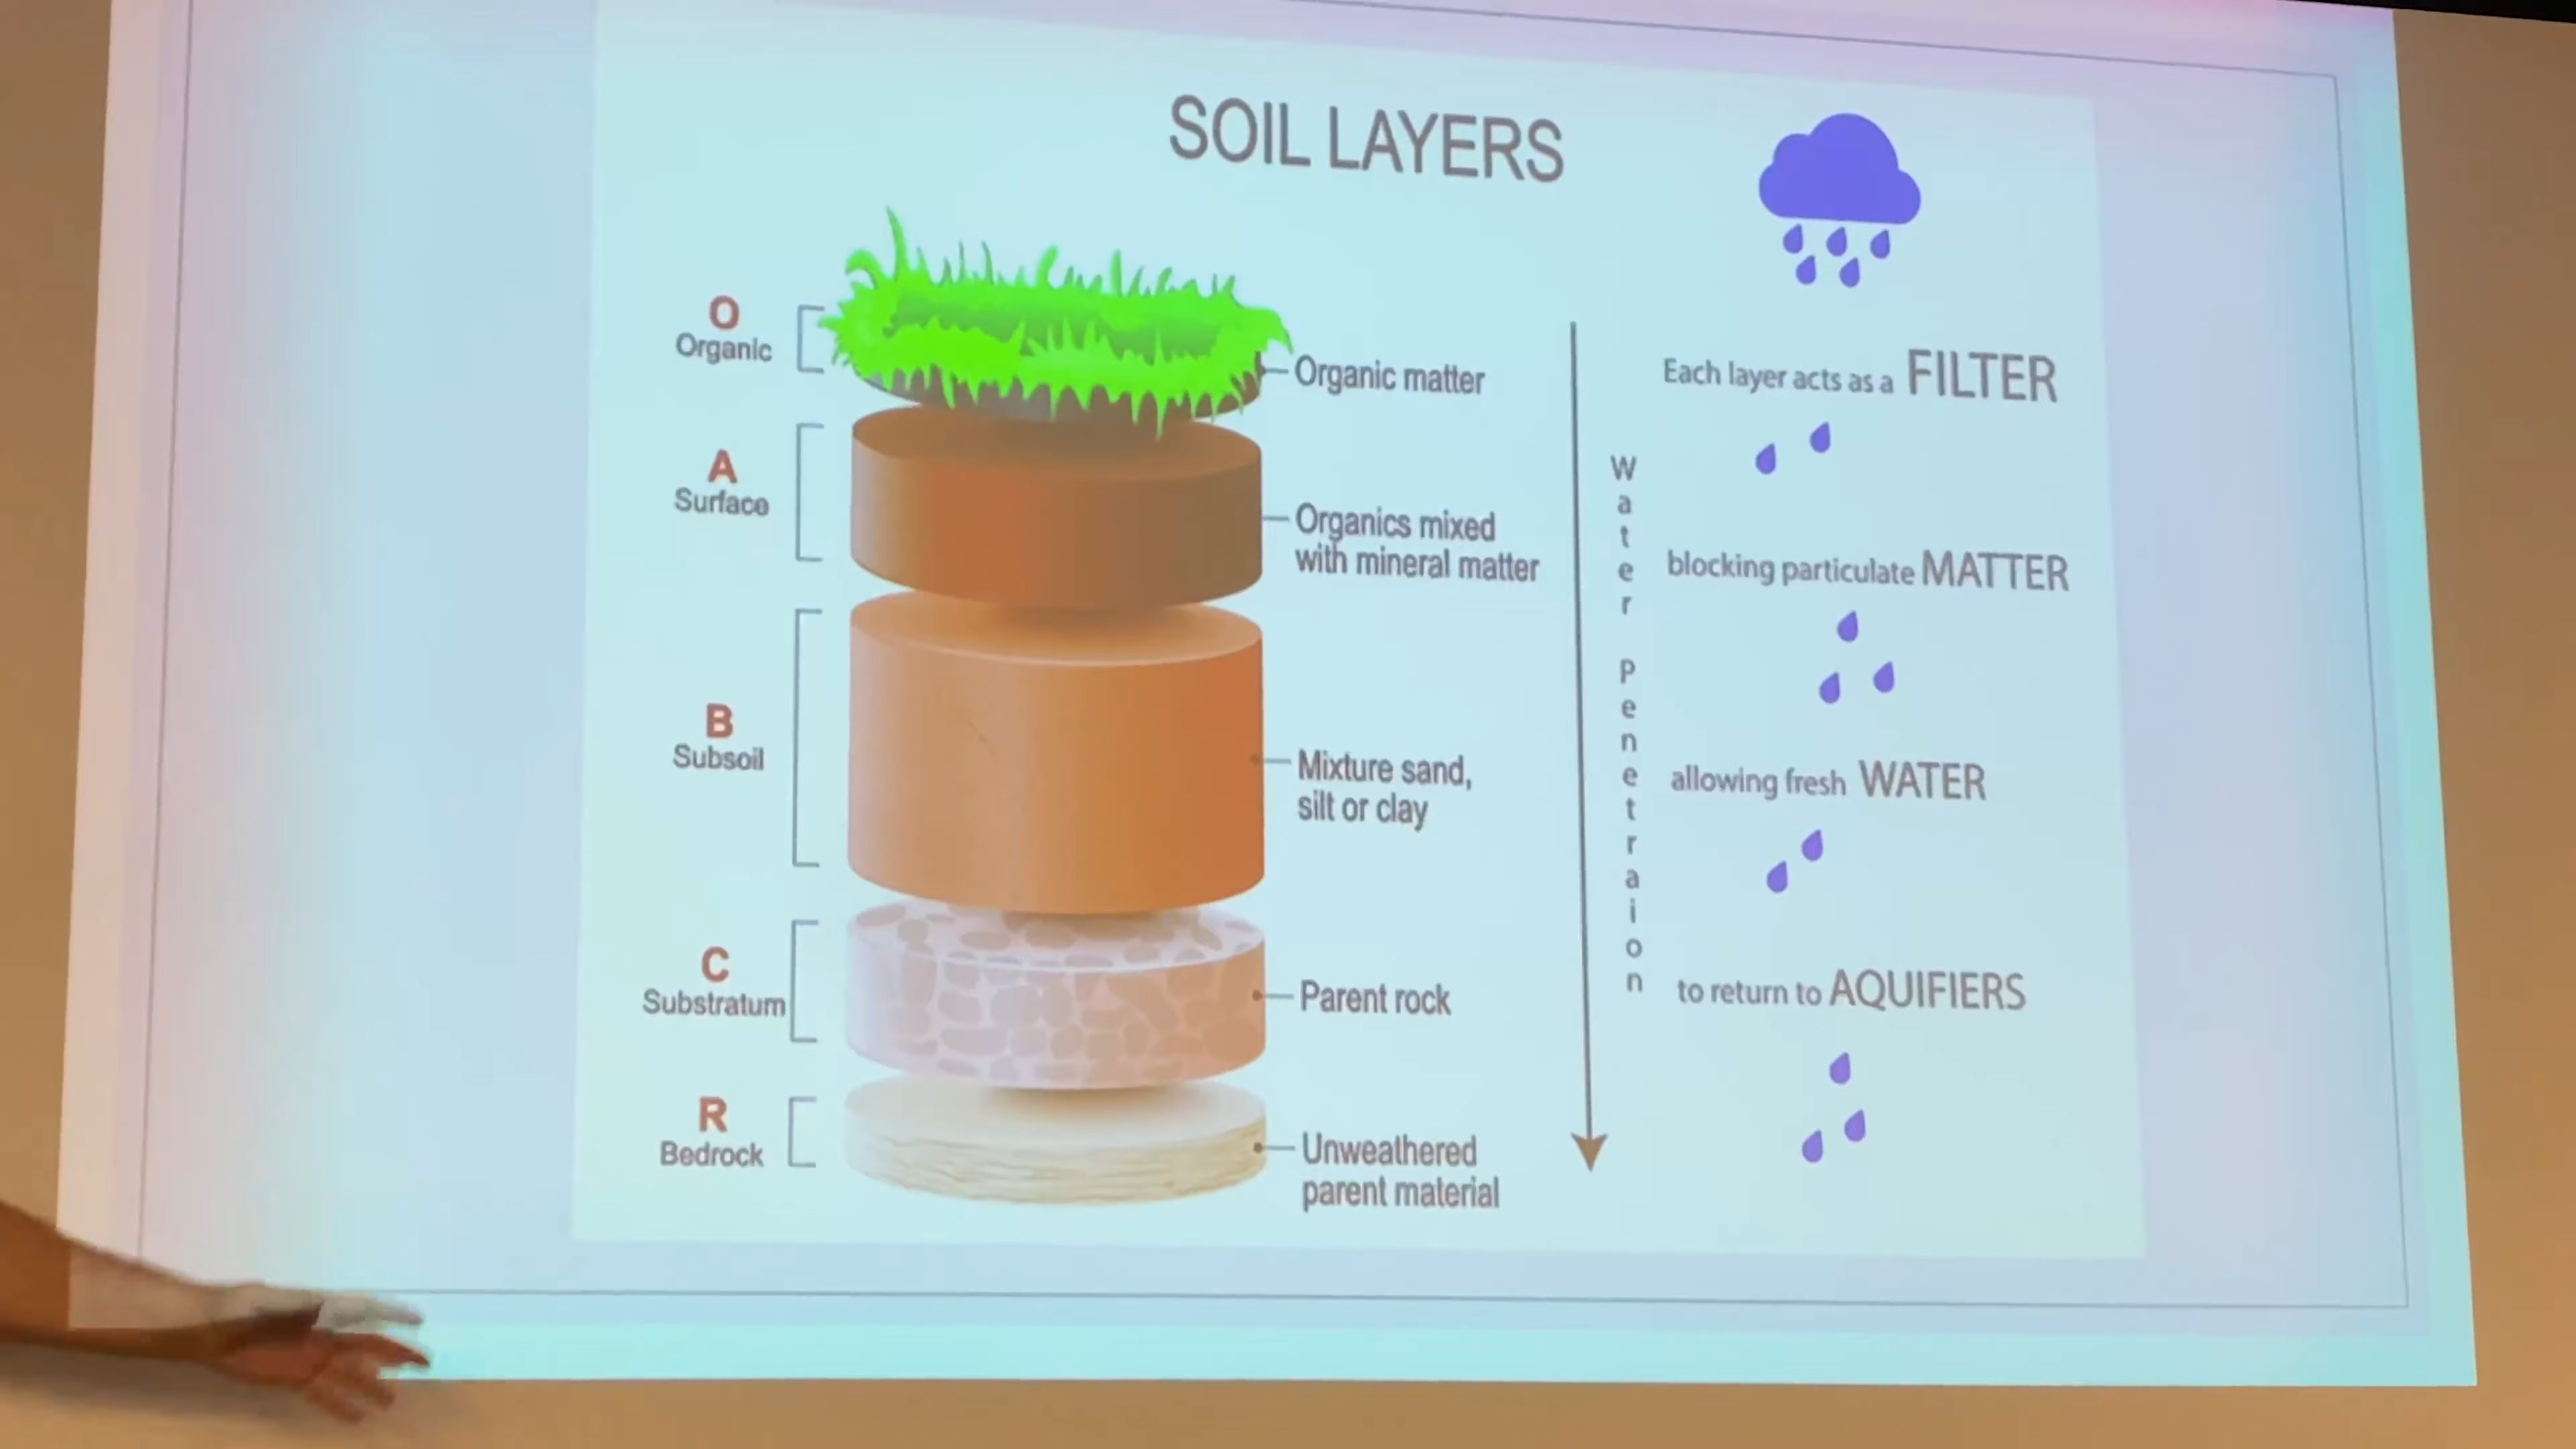 SOIL LAYERS
O
Organic
Organic matter
A
Surface
Organics mixed
with mineral matter
B
Subsoil
Mixture sand,
silt or clay
C
Substratum
Parent rock
R
Bedrock
Unweathered
parent material
Water Penetraion
Each layer acts as a FILTER
blocking particulate MATTER
allowing fresh WATER
to return to AQUIFIERS